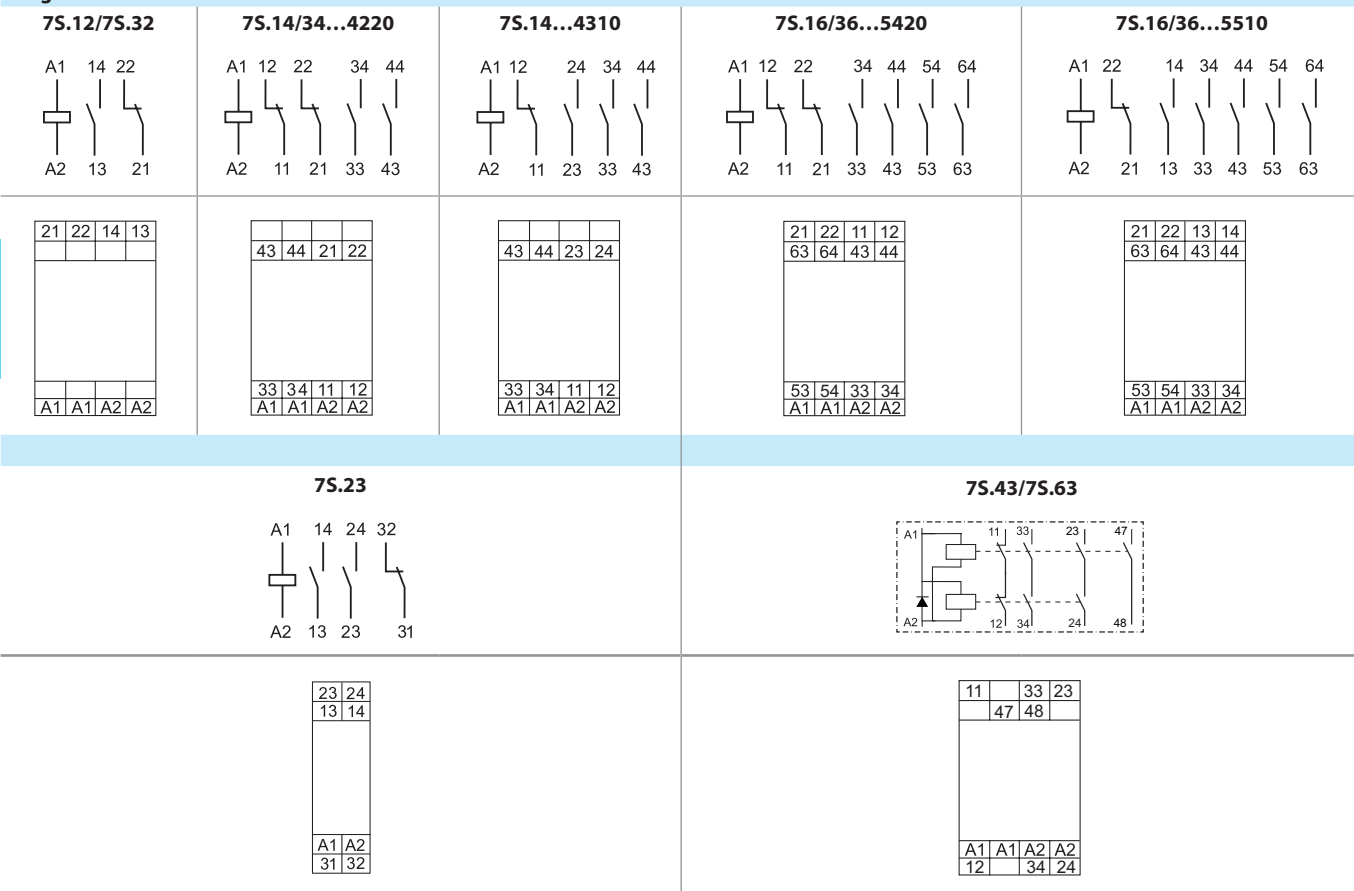 7S.12/7S.32 7S.14/34...4220 7S.14...4310 7S.16/36...5420 7S.16/36...5510
A1 14 22 A1 12 22 34 44 A1 12 24 34 44 A1 12 22 34 44 54 64 A1 22 14 34 44 54 64
A2 13 21 A2 11 21 33 43 A2 11 23 33 43 A2 11 21 33 43 53 63 A2 21 13 33 43 53 63
21 22 14 13 21 22 11 12 21 22 13 14
43 44 21 22 43 44 23 24 63 64 43 44 63 64 43 44
33 34 11 12 33 34 11 12 53 54 33 34 53 54 33 34
A1 A1 A2 A2 A1 A1 A2 A2 A1 A1 A2 A2 A1 A1 A2 A2 A1 A1 A2 A2
7S.23 7S.43/7S.63
A1 14 24 32 A1 11 33 23 47
A2 13 23 31 A2 12 34 24 48
23 24 11 33 23
13 14 47 48
A1 A2 A1 A1 A2 A2
31 32 12 34 24